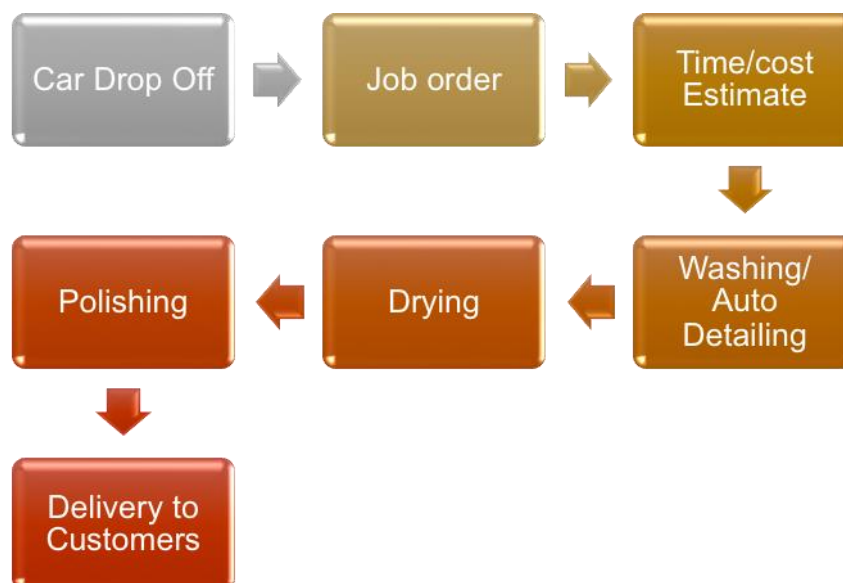 Car Drop Off
Job order
Time/cost
Estimate
Washing/
Auto
Detailing
Drying
Polishing
Delivery to
Customers